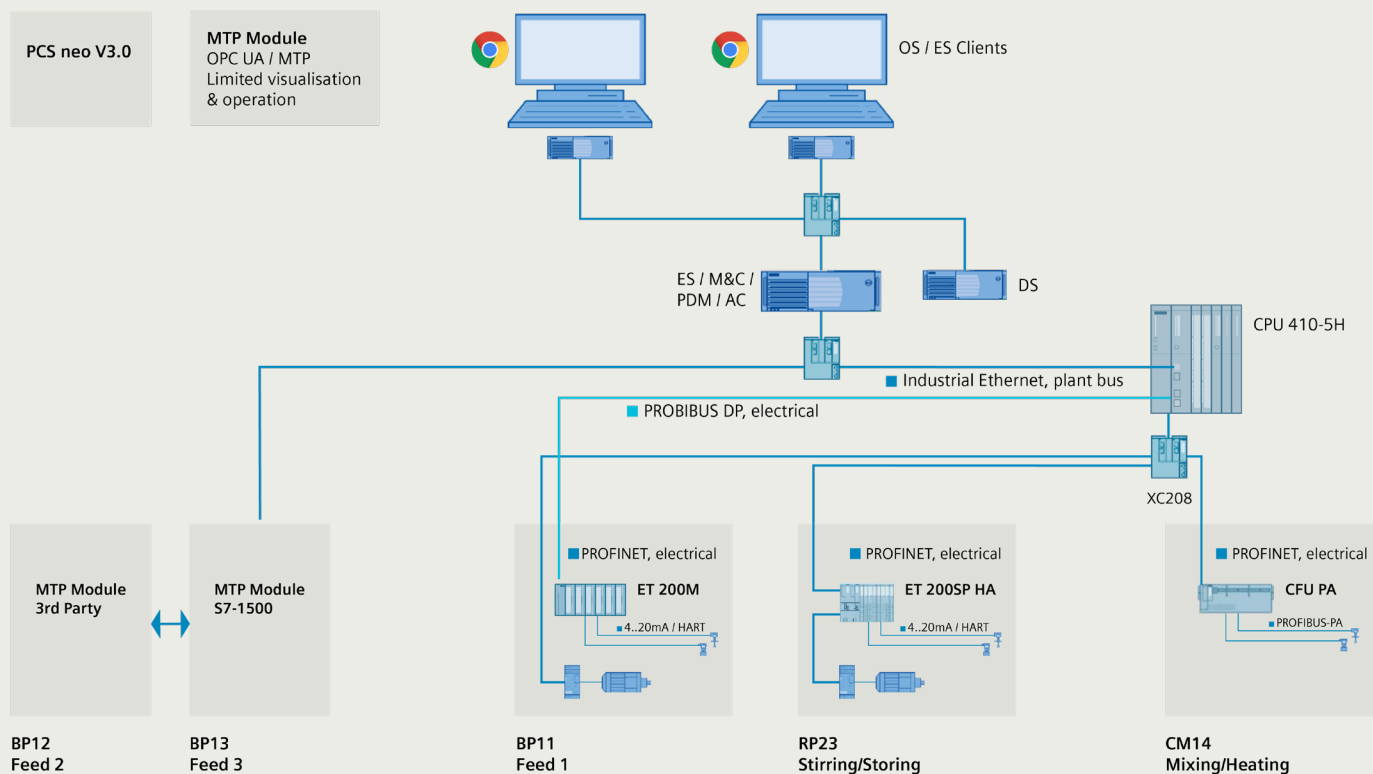 PCS neo V3.0
MTP Module
OPC UA / MTP
Limited visualisation
& operation
OS / ES Clients
ES / M&C /
PDM / AC
DS
CPU 410-5H
Industrial Ethernet, plant bus
PROBIBUS DP, electrical
XC208
MTP Module
3rd Party
MTP Module
S7-1500
PROFINET, electrical
ET 200M
4..20mA / HART
PROFINET, electrical
ET 200SP HA
4..20mA / HART
PROFINET, electrical
CFU PA
PROFIBUS-PA
BP12
Feed 2
BP13
Feed 3
BP11
Feed 1
RP23
Stirring/Storing
CM14
Mixing/Heating